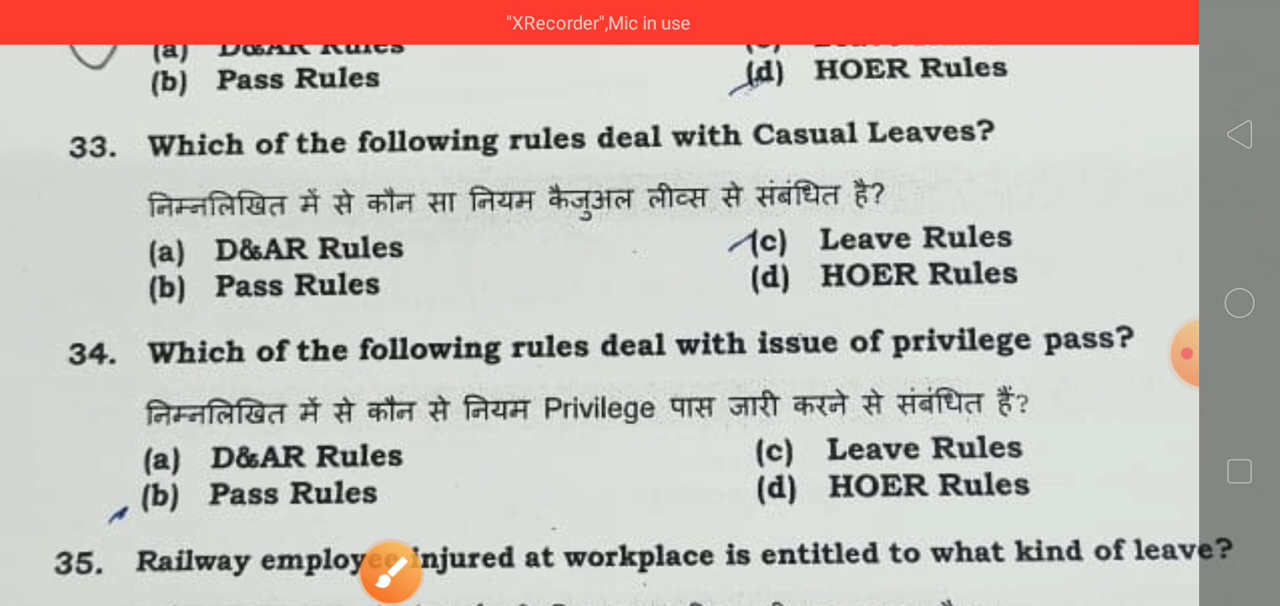 "XRecorder",Mic in use
(a) D&AR Rules
(b) Pass Rules
(d) HOER Rules
33. Which of the following rules deal with Casual Leaves?
निम्नलिखित में से कौन सा नियम कैजुअल लीव्स से संबंधित है?
(a) D&AR Rules
(c) Leave Rules
(b) Pass Rules
(d) HOER Rules
34. Which of the following rules deal with issue of privilege pass?
निम्नलिखित में से कौन से नियम Privilege पास जारी करने से संबंधित हैं?
(a) D&AR Rules
(c) Leave Rules
(b) Pass Rules
(d) HOER Rules
35. Railway employee injured at workplace is entitled to what kind of leave?